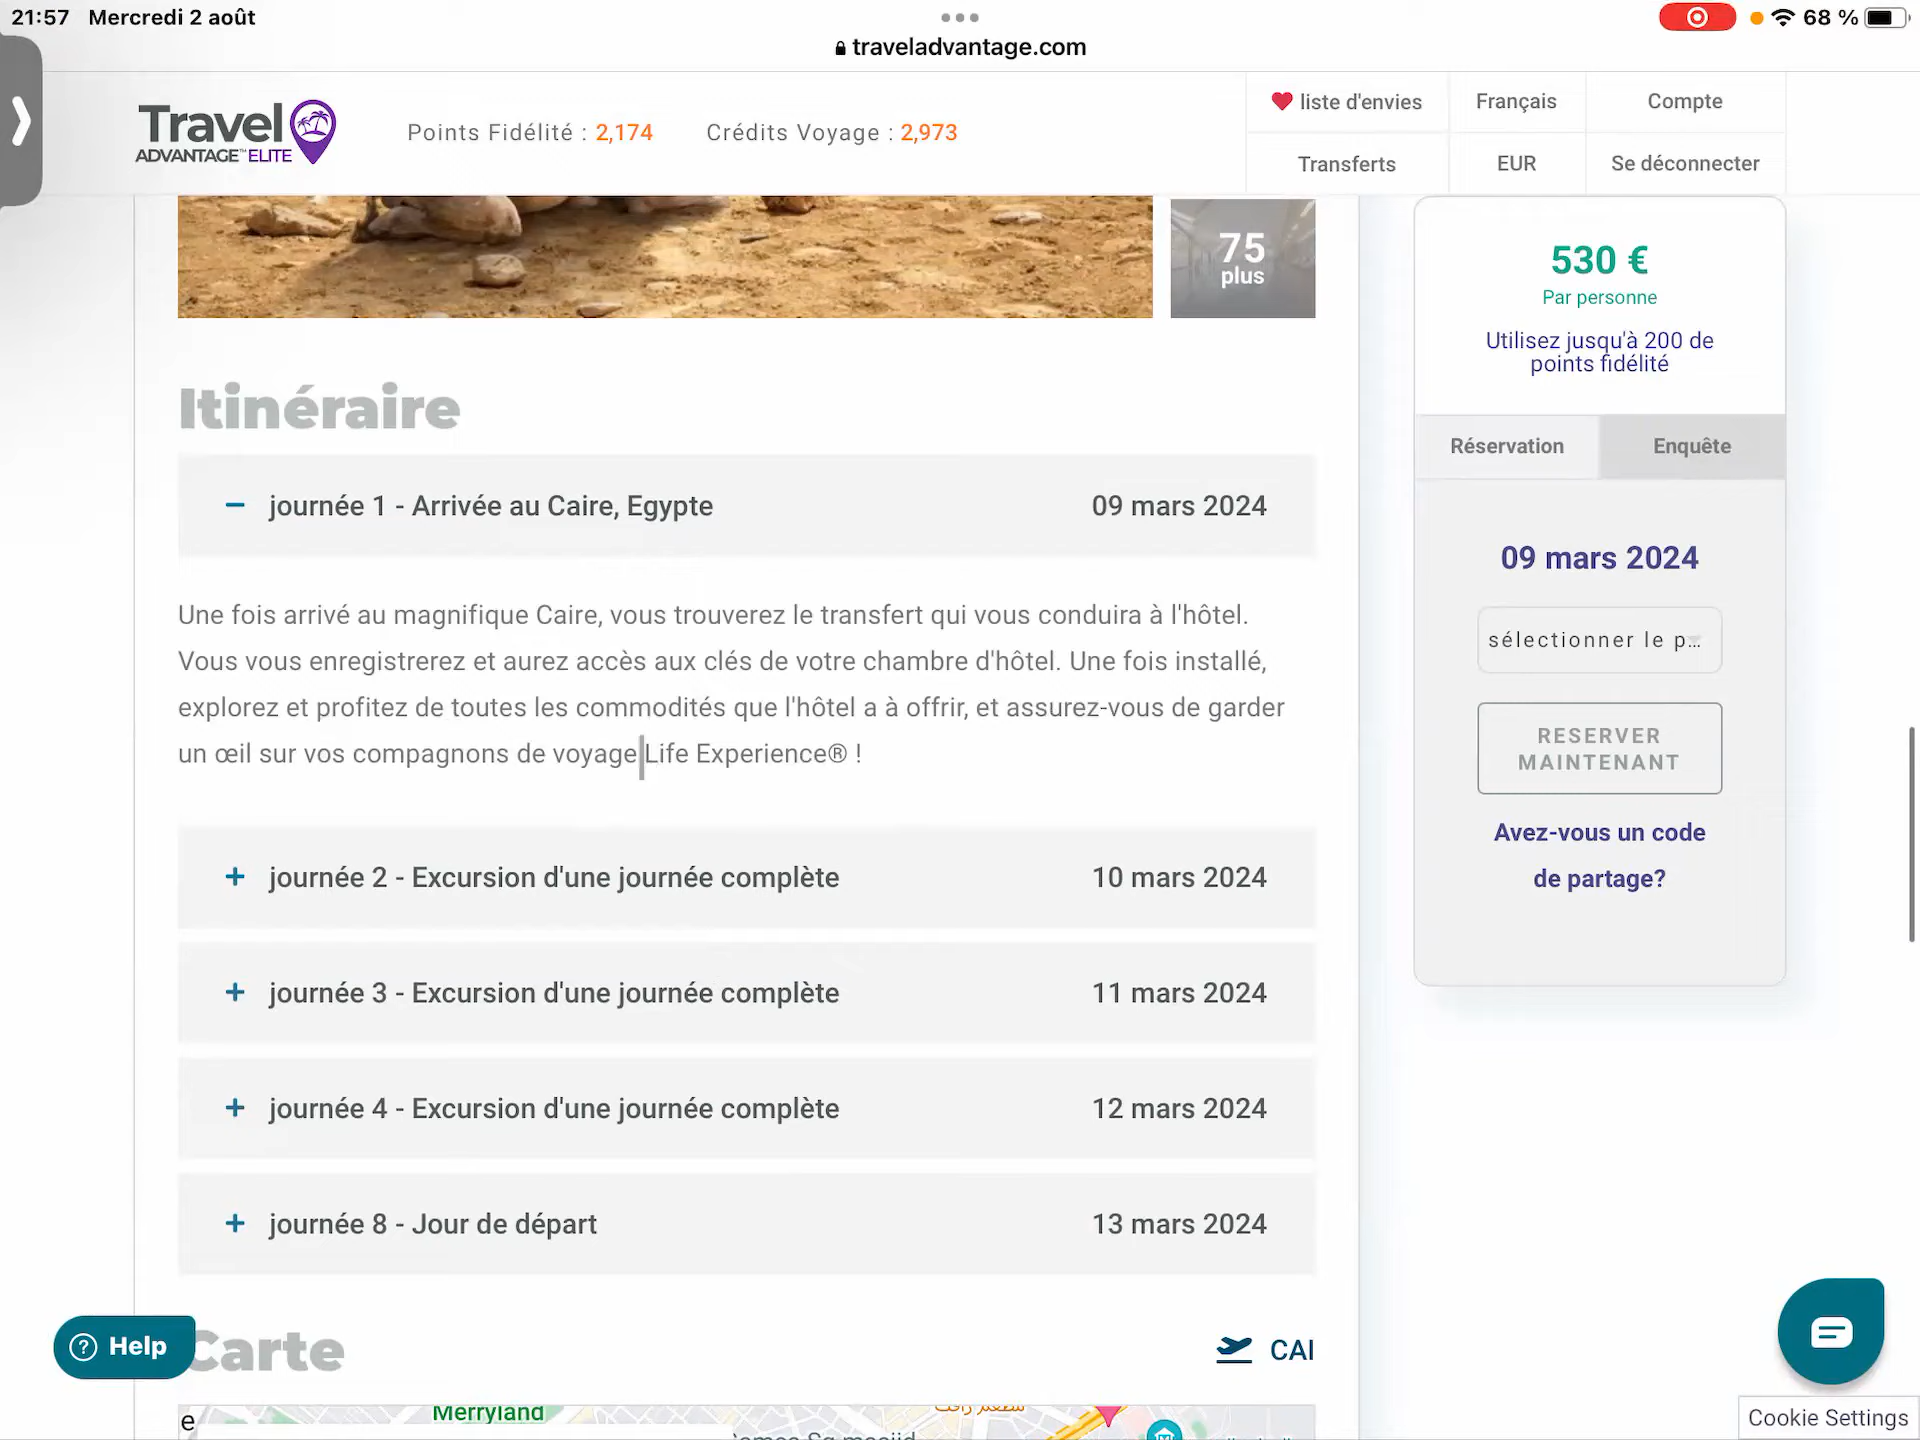 21:57 Mercredi 2 août
68 %
traveladvantage.com
Travel
ADVANTAGE™ ELITE
Points Fidélité : 2,174
Crédits Voyage : 2,973
liste d'envies
Français
Compte
Transferts
EUR
Se déconnecter
75
plus
530 €
Par personne
Utilisez jusqu'à 200 de
points fidélité
Réservation
Enquête
09 mars 2024
sélectionner le p...
RESERVER
MAINTENANT
Avez-vous un code
de partage?
Itinéraire
− journée 1 - Arrivée au Caire, Egypte 09 mars 2024
Une fois arrivé au magnifique Caire, vous trouverez le transfert qui vous conduira à l'hôtel.
Vous vous enregistrerez et aurez accès aux clés de votre chambre d'hôtel. Une fois installé,
explorez et profitez de toutes les commodités que l'hôtel a à offrir, et assurez-vous de garder
un œil sur vos compagnons de voyage Life Experience® !
+ journée 2 - Excursion d'une journée complète 10 mars 2024
+ journée 3 - Excursion d'une journée complète 11 mars 2024
+ journée 4 - Excursion d'une journée complète 12 mars 2024
+ journée 8 - Jour de départ 13 mars 2024
? Help
Carte
CAI
e
Merryland
Cookie Settings